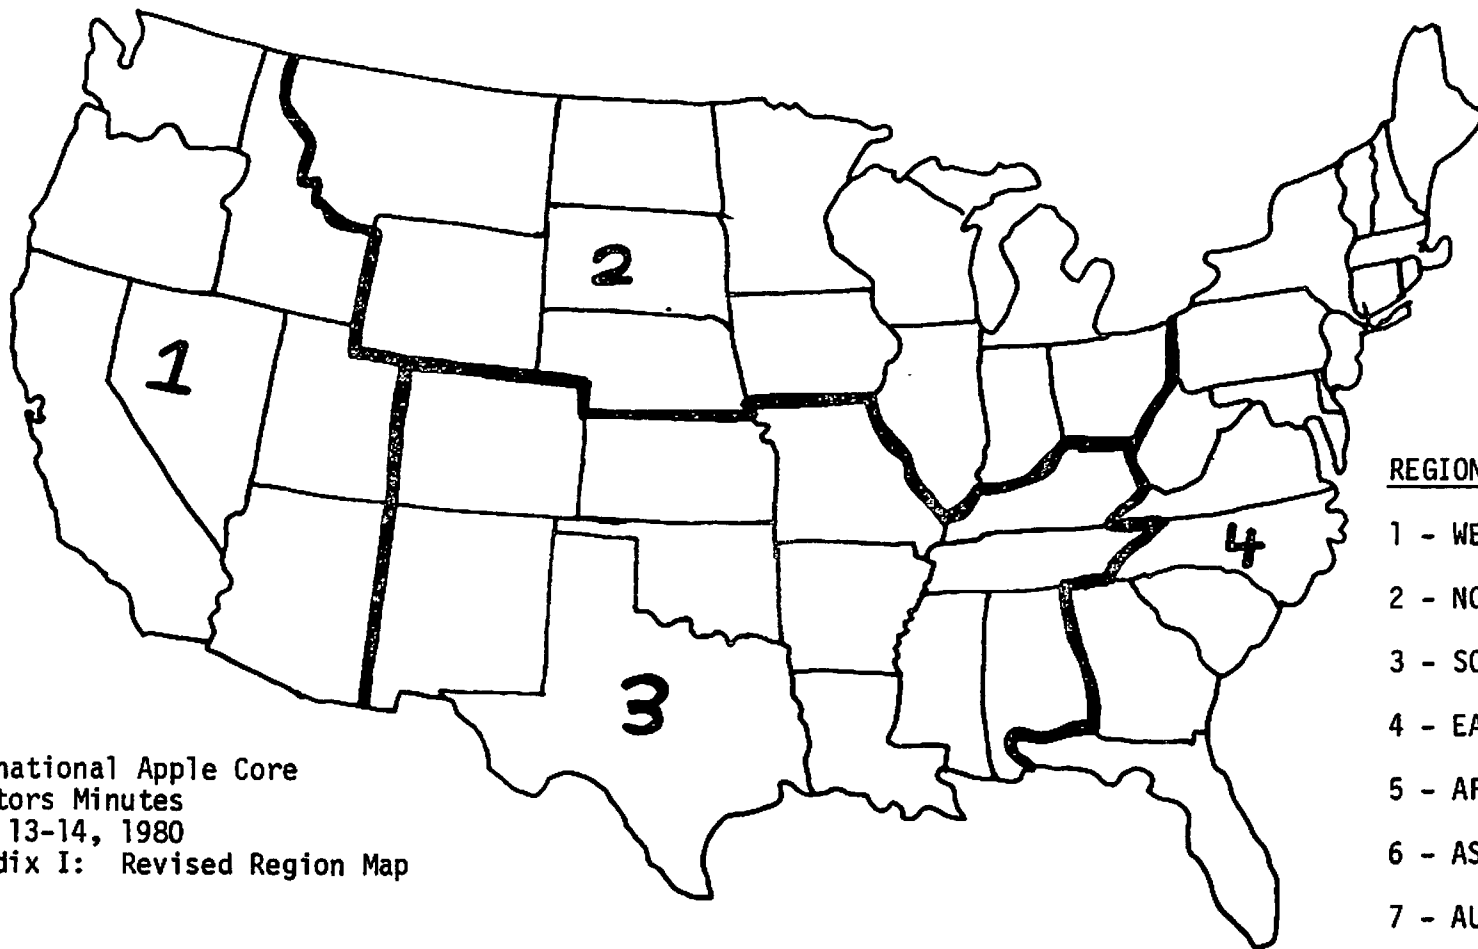 1
2
3
4
national Apple Core
tors Minutes
13-14, 1980
dix I: Revised Region Map
REGION
1 - WE
2 - NO
3 - SO
4 - EA
5 - AF
6 - AS
7 - AU